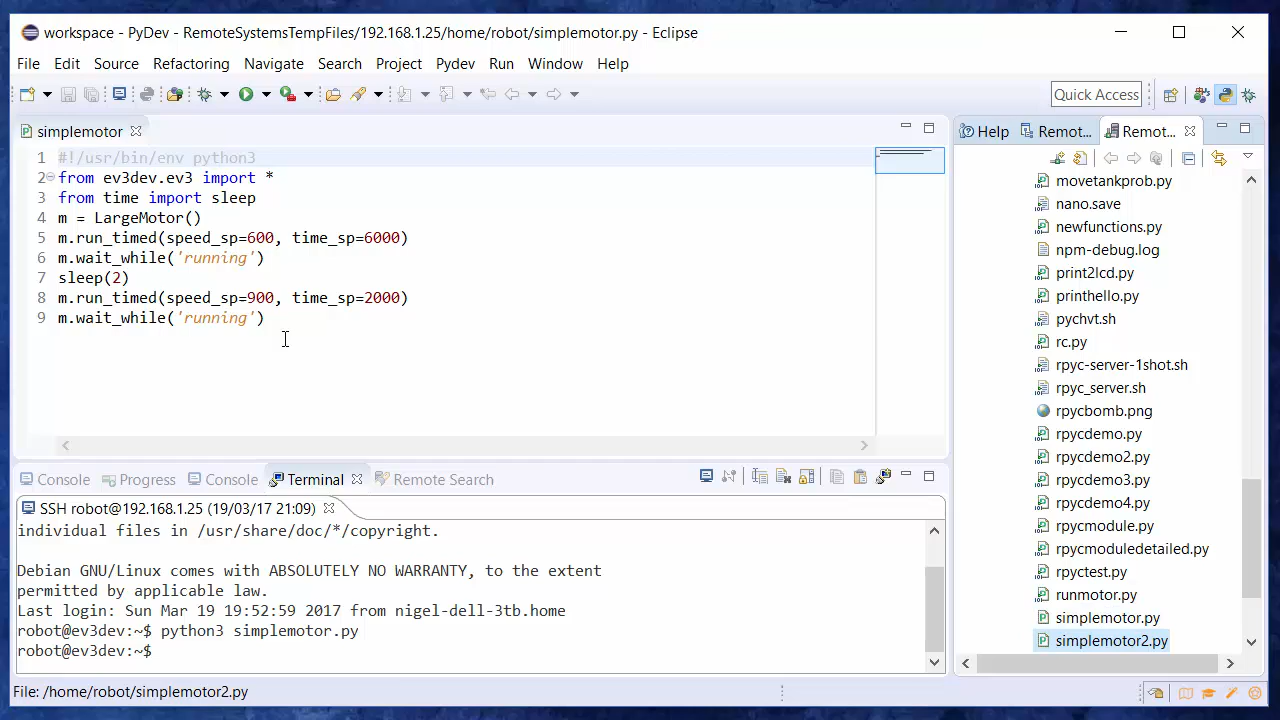 workspace - PyDev - RemoteSystemsTempFiles/192.168.1.25/home/robot/simplemotor.py - Eclipse
File Edit Source Refactoring Navigate Search Project Pydev Run Window Help
Quick Access
simplemotor
1 #!/usr/bin/env python3
2 from ev3dev.ev3 import *
3 from time import sleep
4 m = LargeMotor()
5 m.run_timed(speed_sp=600, time_sp=6000)
6 m.wait_while('running')
7 sleep(2)
8 m.run_timed(speed_sp=900, time_sp=2000)
9 m.wait_while('running')
Help Remot... Remot...
movetankprob.py
nano.save
newfunctions.py
npm-debug.log
print2lcd.py
printhello.py
pychvt.sh
rc.py
rpyc-server-1shot.sh
rpyc_server.sh
rpycbomb.png
rpycdemo.py
rpycdemo2.py
rpycdemo3.py
rpycdemo4.py
rpycmodule.py
rpycmoduledetailed.py
rpyctest.py
runmotor.py
simplemotor.py
simplemotor2.py
Console Progress Console Terminal Remote Search
SSH robot@192.168.1.25 (19/03/17 21:09)
individual files in /usr/share/doc/*/copyright.
Debian GNU/Linux comes with ABSOLUTELY NO WARRANTY, to the extent
permitted by applicable law.
Last login: Sun Mar 19 19:52:59 2017 from nigel-dell-3tb.home
robot@ev3dev:~$ python3 simplemotor.py
robot@ev3dev:~$
File: /home/robot/simplemotor2.py